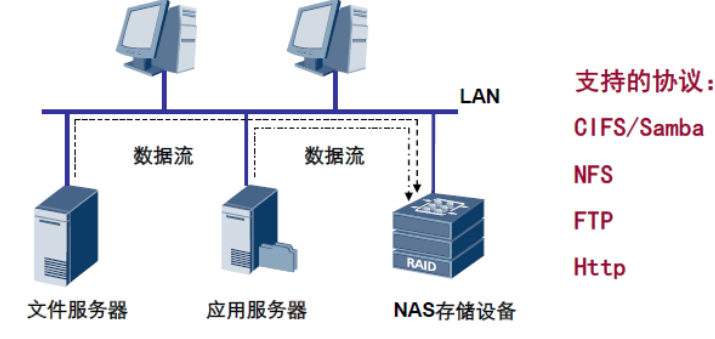 LAN
支持的协议：
CIFS/Samba
数据流
数据流
NFS
FTP
RAID
Http
文件服务器
应用服务器
NAS存储设备